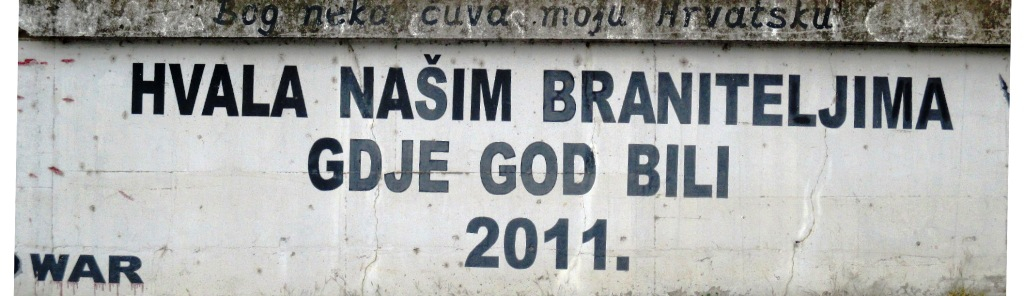 Bog neka čuva moju Hrvatsku
HVALA NAŠIM BRANITELJIMA
GDJE GOD BILI
2011.
WAR